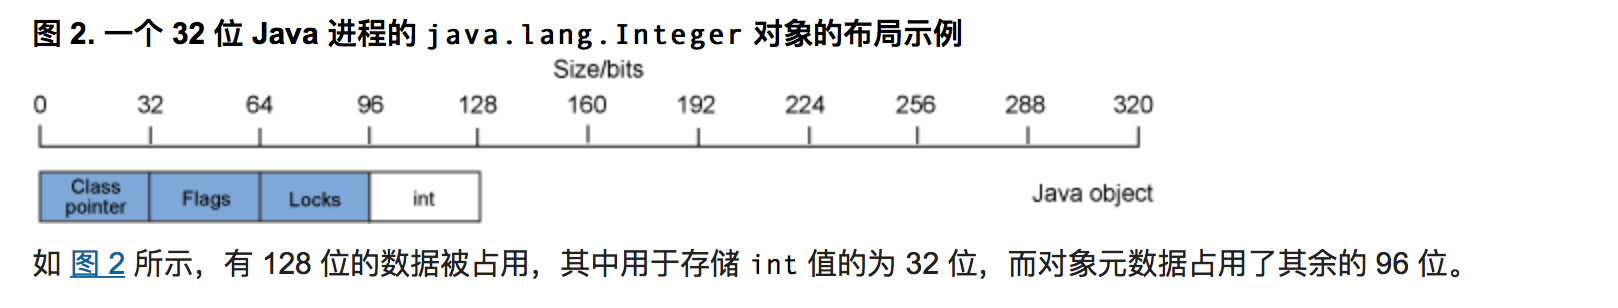 图 2. 一个 32 位 Java 进程的 java.lang.Integer 对象的布局示例
Size/bits
0 32 64 96 128 160 192 224 256 288 320
Class pointer Flags Locks int Java object
如 图 2 所示，有 128 位的数据被占用，其中用于存储 int 值的为 32 位，而对象元数据占用了其余的 96 位。